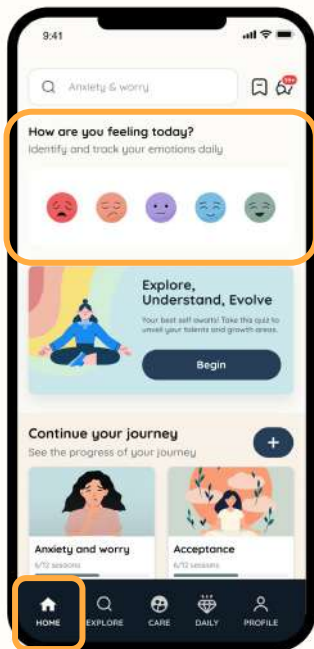 9:41
Anxiety & worry
99+
How are you feeling today?
Identify and track your emotions daily
Explore,
Understand, Evolve
Your best self awaits! Take this quiz to
unveil your talents and growth areas.
Begin
Continue your journey
See the progress of your journey
+
Anxiety and worry
6/12 sessions
Acceptance
6/12 sessions
HOME
EXPLORE
CARE
DAILY
PROFILE